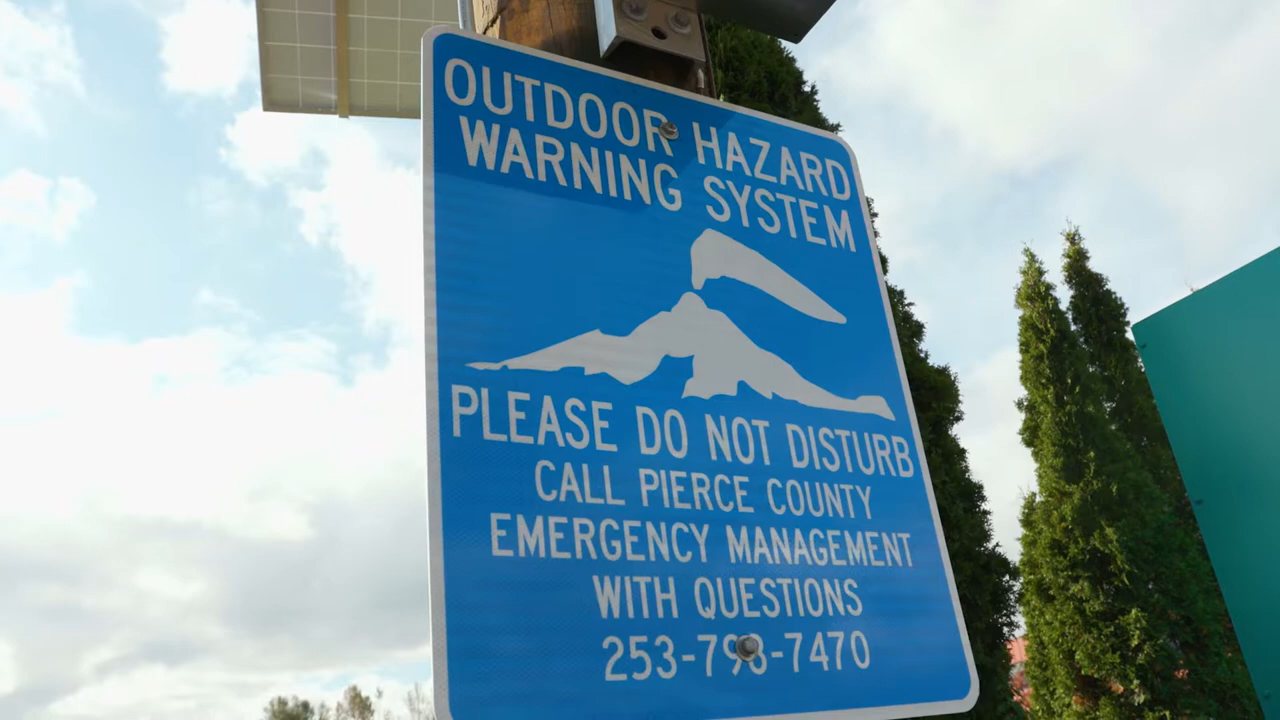 OUTDOOR HAZARD
WARNING SYSTEM
PLEASE DO NOT DISTURB
CALL PIERCE COUNTY
EMERGENCY MANAGEMENT
WITH QUESTIONS
253-798-7470